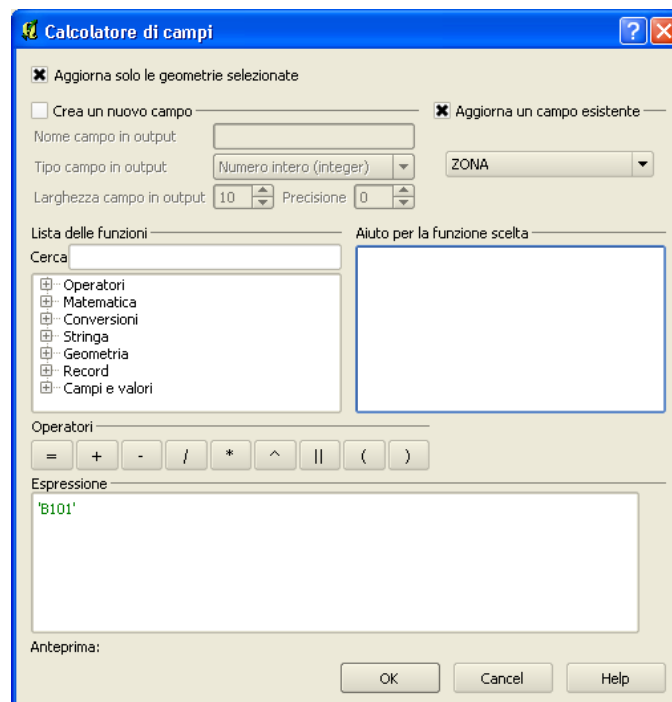 Calcolatore di campi
Aggiorna solo le geometrie selezionate
Crea un nuovo campo
Aggiorna un campo esistente
Nome campo in output
Tipo campo in output Numero intero (integer)
ZONA
Larghezza campo in output 10 Precisione 0
Lista delle funzioni
Aiuto per la funzione scelta
Cerca
Operatori
Matematica
Conversioni
Stringa
Geometria
Record
Campi e valori
Operatori
= + - / * ^ || ( )
Espressione
'B101'
Anteprima:
OK Cancel Help